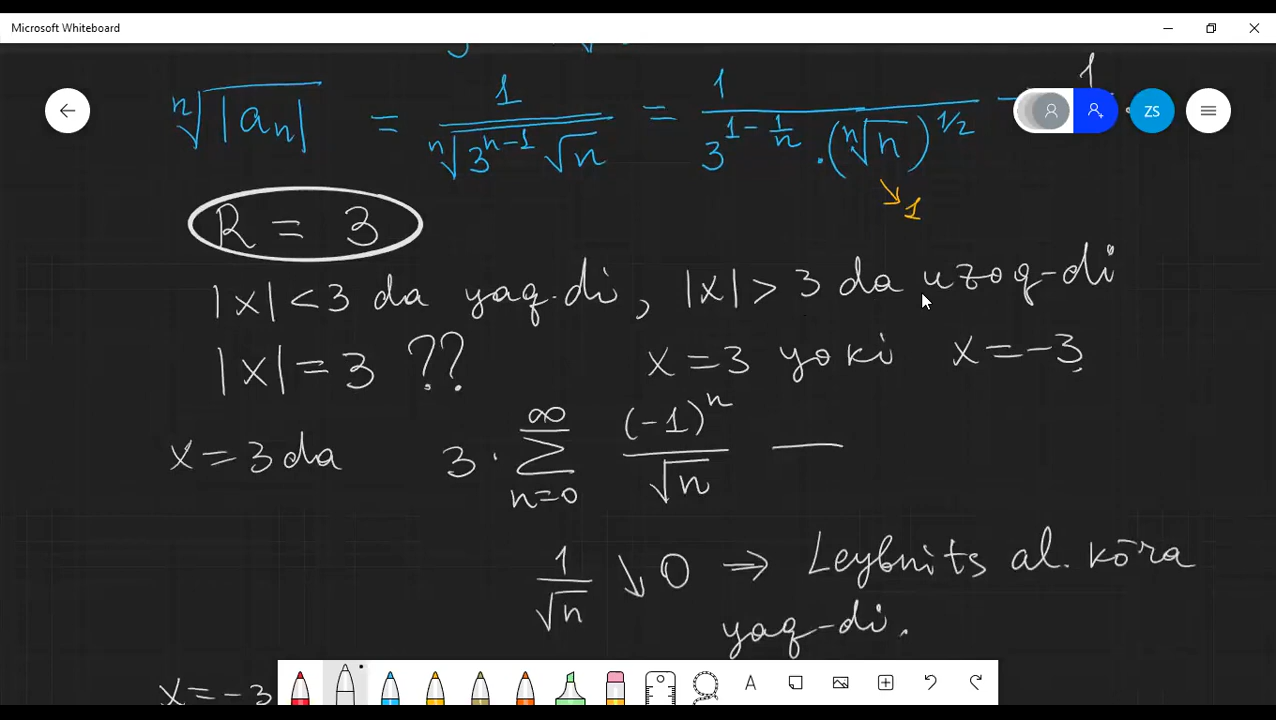 Microsoft Whiteboard
ZS
ⁿ√|aₙ| = 1/(ⁿ√(3ⁿ⁻¹ √n)) = 1/(3^(1-1/n) · (ⁿ√n)^(1/2)) → 1
R = 3
|x| < 3 da yaq-di, |x| > 3 da uzoq-di
|x| = 3 ?? x = 3 yoki x = -3
x = 3 da 3 · ∑_{n=0}^{∞} (-1)ⁿ/√n —
1/√n ↓ 0 ⇒ Leybnits al. kōra
yaq-di.
x = -3
A